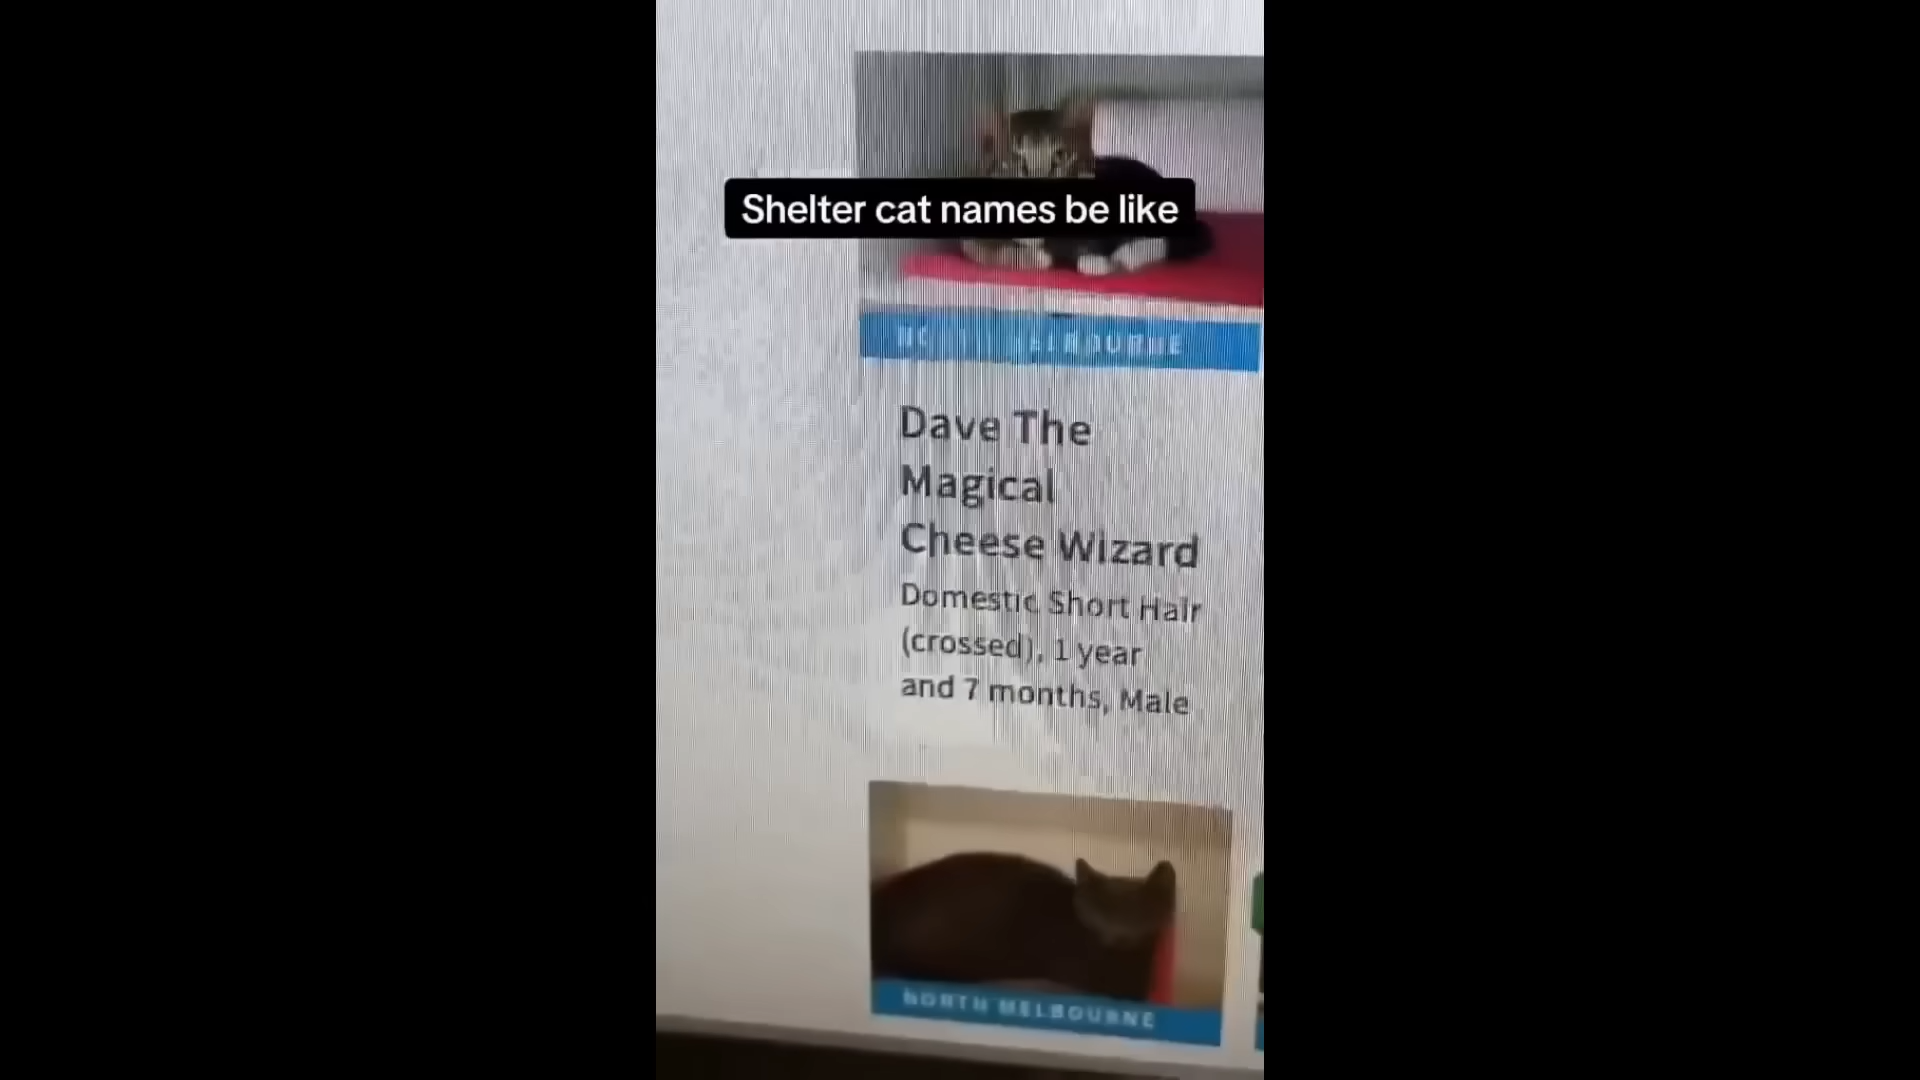 Shelter cat names be like
MELBOURNE
Dave The
Magical
Cheese Wizard
Domestic Short Hair
(crossed), 1 year
and 7 months, Male
NORTH MELBOURNE